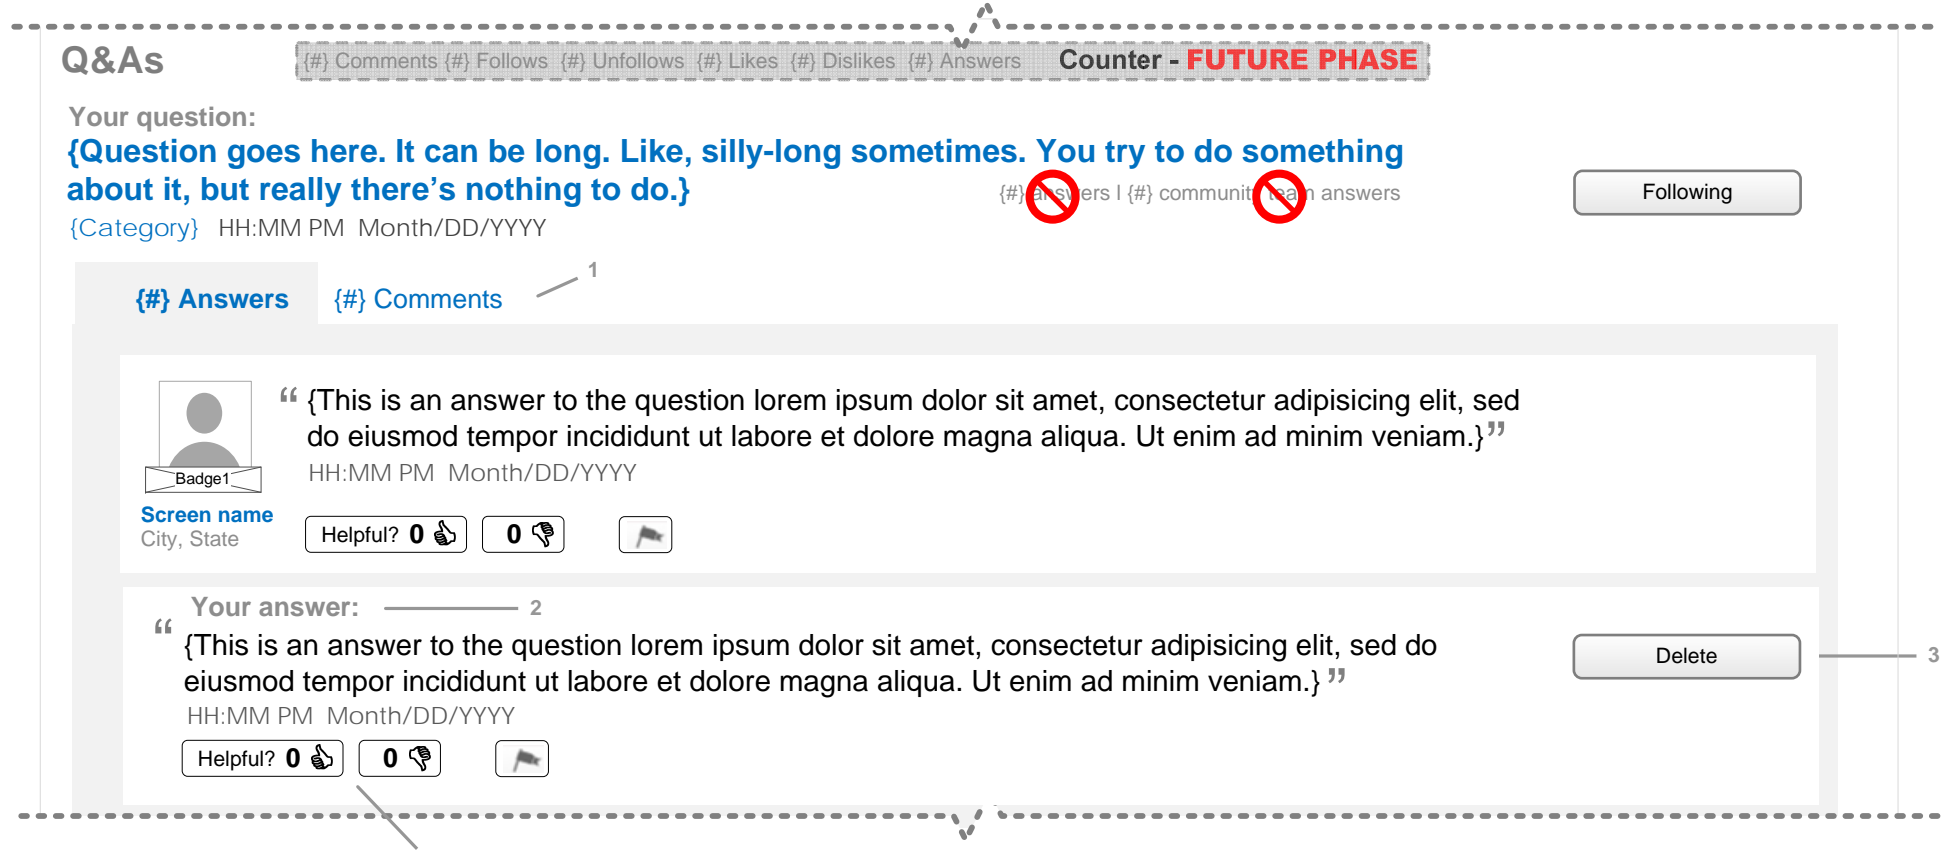 Q&As
{#} Comments {#} Follows {#} Unfollows {#} Likes {#} Dislikes {#} Answers Counter - FUTURE PHASE
Your question:
{Question goes here. It can be long. Like, silly-long sometimes. You try to do something
about it, but really there’s nothing to do.}
{#} answers I {#} community team answers
Following
{Category} HH:MM PM Month/DD/YYYY
1
{#} Answers {#} Comments
“ {This is an answer to the question lorem ipsum dolor sit amet, consectetur adipisicing elit, sed
do eiusmod tempor incididunt ut labore et dolore magna aliqua. Ut enim ad minim veniam.}”
HH:MM PM Month/DD/YYYY
Badge1
Screen name
City, State
Helpful? 0 0
Your answer: 2
“ {This is an answer to the question lorem ipsum dolor sit amet, consectetur adipisicing elit, sed do
eiusmod tempor incididunt ut labore et dolore magna aliqua. Ut enim ad minim veniam.} ”
Delete 3
HH:MM PM Month/DD/YYYY
Helpful? 0 0